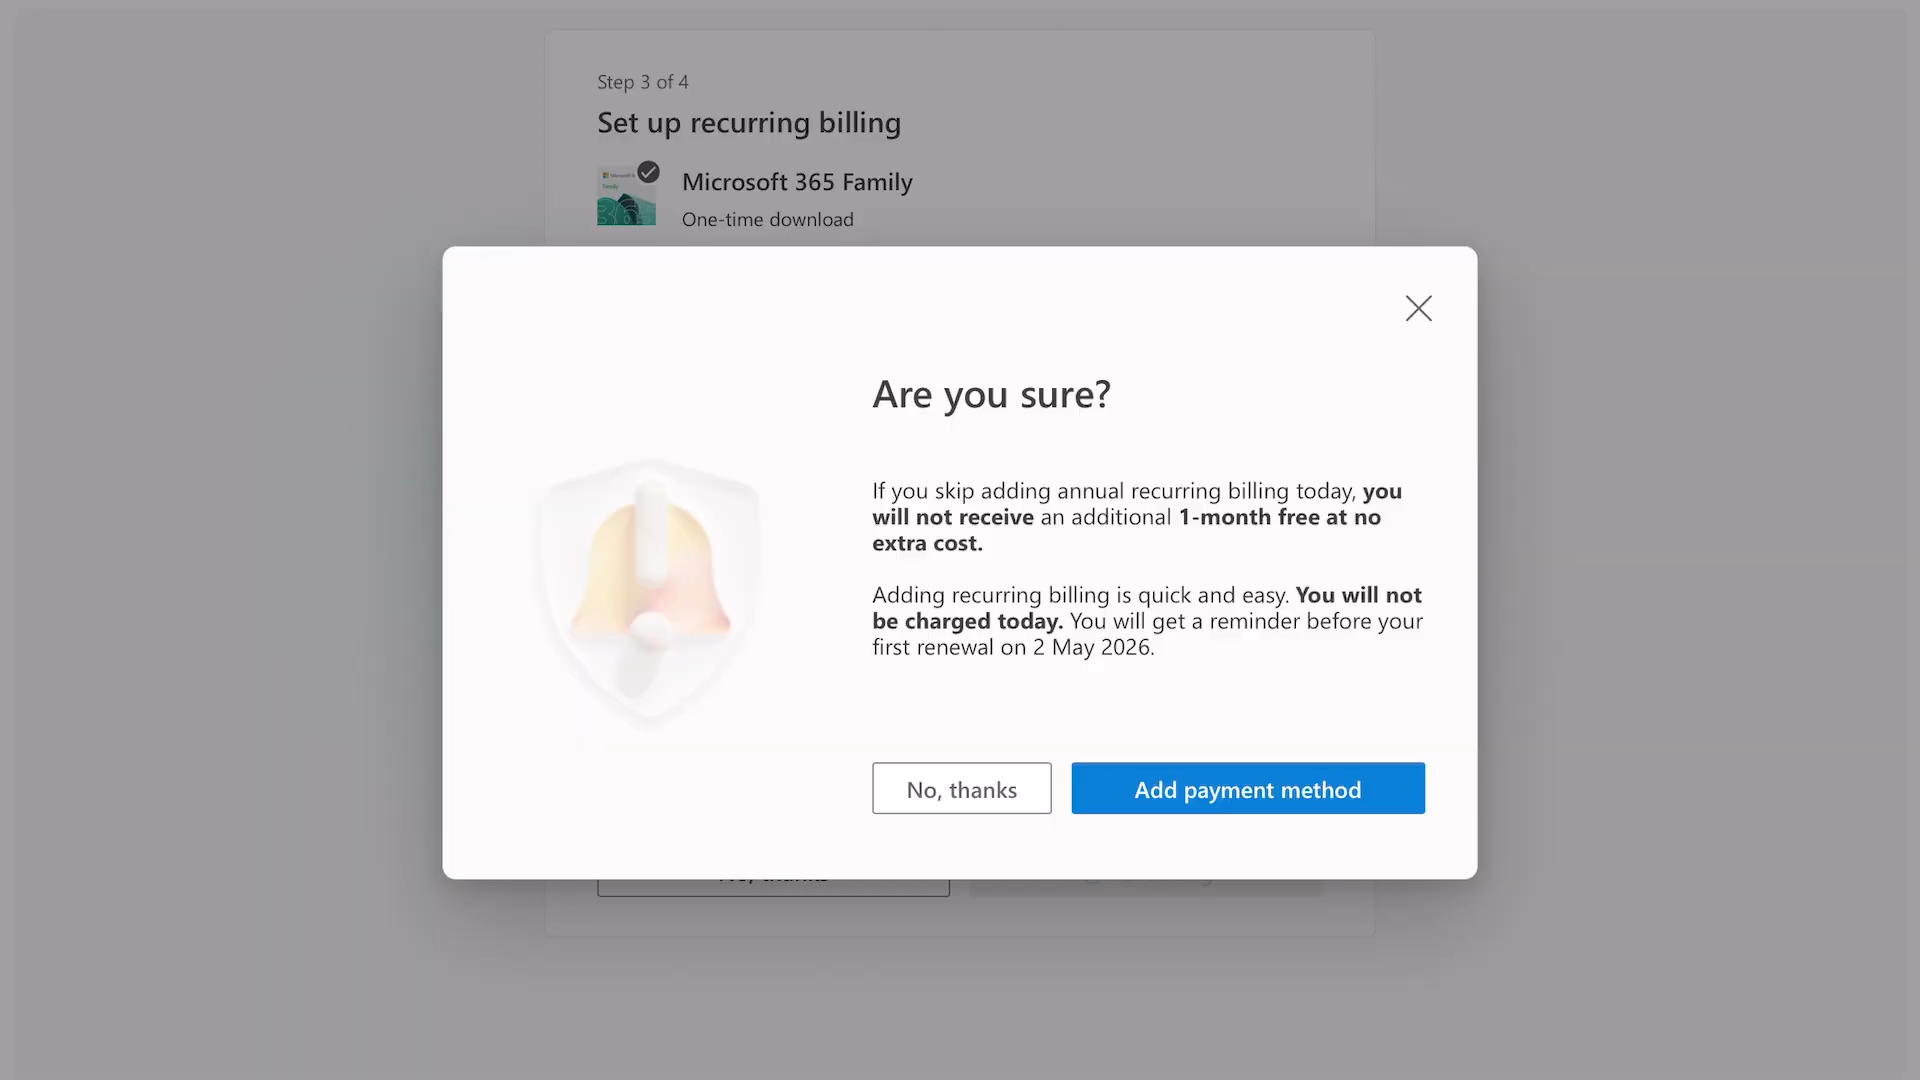 Step 3 of 4
Set up recurring billing
Microsoft 365 Family
One-time download
Are you sure?
If you skip adding annual recurring billing today, you
will not receive an additional 1-month free at no
extra cost.
Adding recurring billing is quick and easy. You will not
be charged today. You will get a reminder before your
first renewal on 2 May 2026.
No, thanks
Add payment method